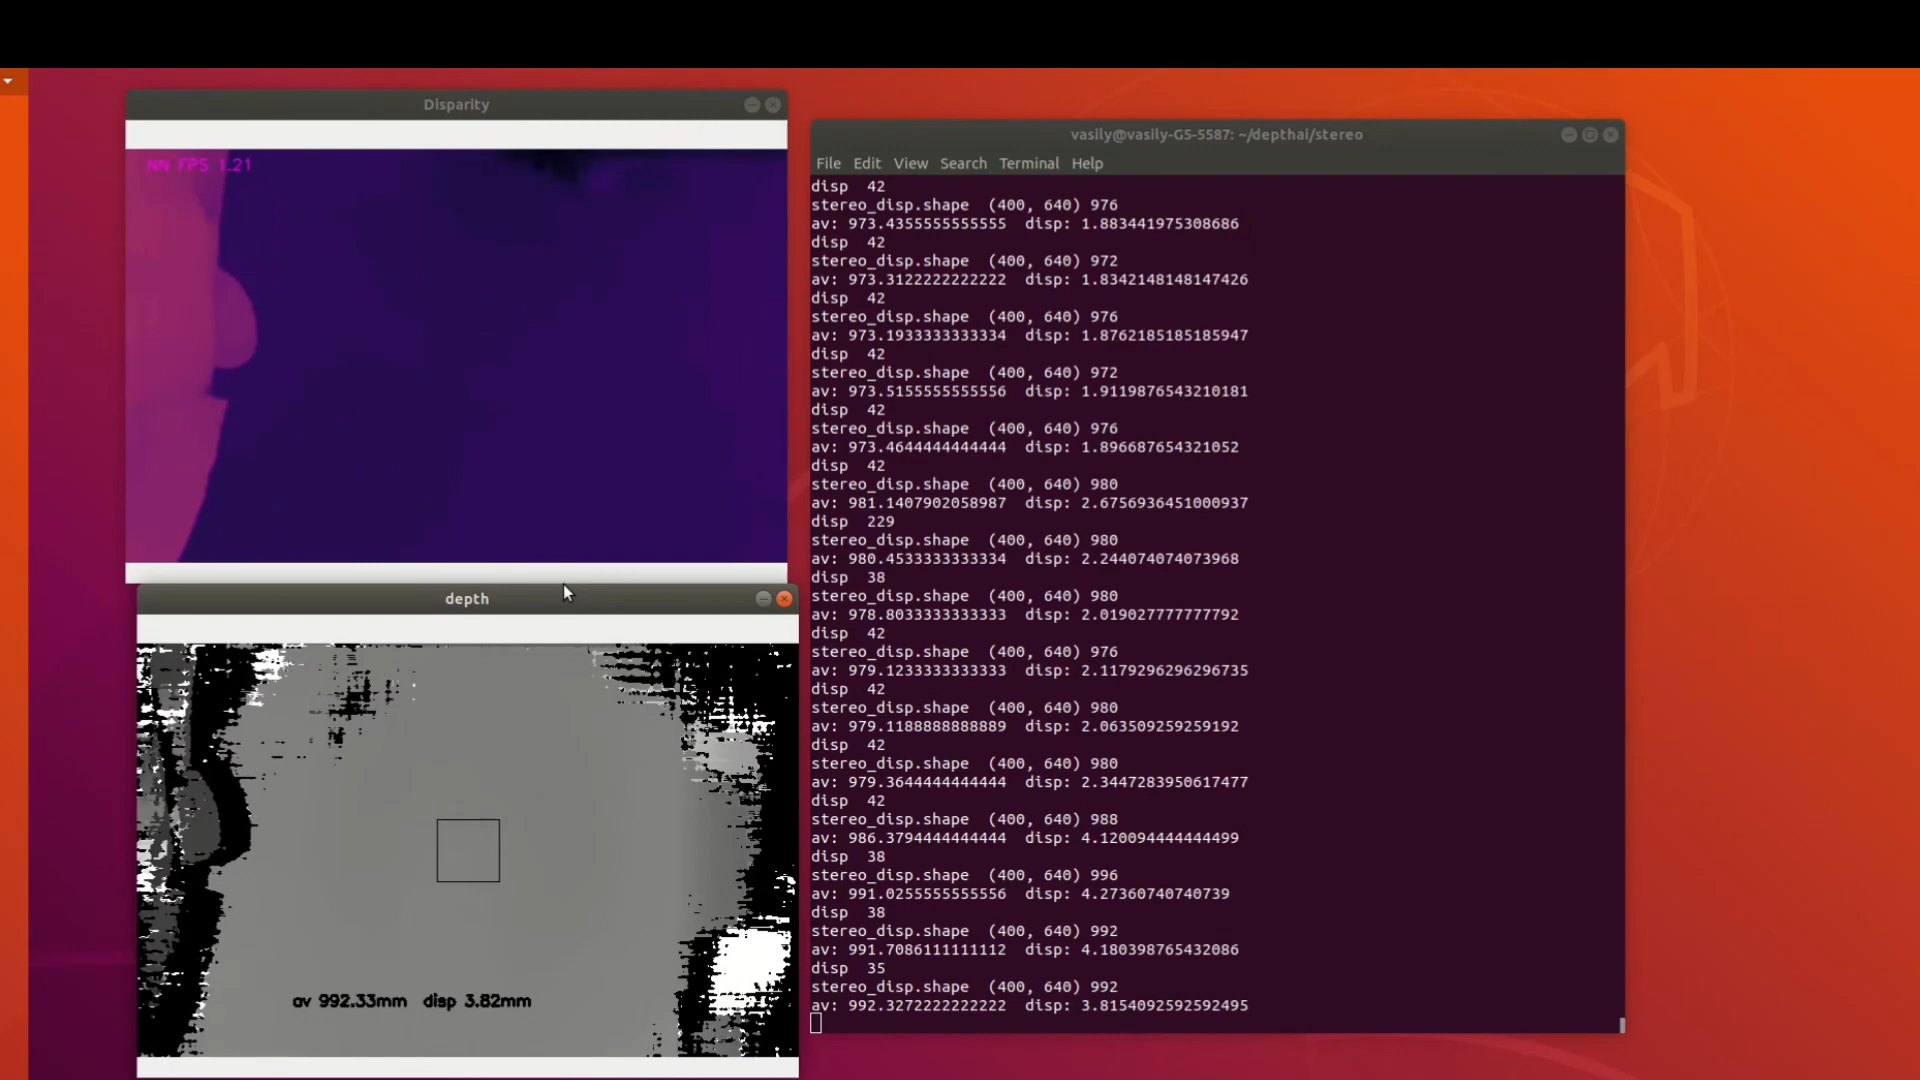 Disparity
NN FPS 1.21
depth
av 992.33mm disp 3.82mm
vasily@vasily-G5-5587: ~/depthai/stereo
File Edit View Search Terminal Help
disp 42
stereo_disp.shape (400, 640) 976
av: 973.4355555555555 disp: 1.883441975308686
disp 42
stereo_disp.shape (400, 640) 972
av: 973.3122222222222 disp: 1.8342148148147426
disp 42
stereo_disp.shape (400, 640) 976
av: 973.1933333333334 disp: 1.8762185185185947
disp 42
stereo_disp.shape (400, 640) 972
av: 973.5155555555556 disp: 1.9119876543210181
disp 42
stereo_disp.shape (400, 640) 976
av: 973.4644444444444 disp: 1.896687654321052
disp 42
stereo_disp.shape (400, 640) 980
av: 981.1407902058987 disp: 2.6756936451000937
disp 229
stereo_disp.shape (400, 640) 980
av: 980.4533333333334 disp: 2.244074074073968
disp 38
stereo_disp.shape (400, 640) 980
av: 978.8033333333333 disp: 2.019027777777792
disp 42
stereo_disp.shape (400, 640) 976
av: 979.1233333333333 disp: 2.1179296296296735
disp 42
stereo_disp.shape (400, 640) 980
av: 979.1188888888889 disp: 2.063509259259192
disp 42
stereo_disp.shape (400, 640) 980
av: 979.3644444444444 disp: 2.3447283950617477
disp 42
stereo_disp.shape (400, 640) 988
av: 986.3794444444444 disp: 4.120094444444499
disp 38
stereo_disp.shape (400, 640) 996
av: 991.0255555555556 disp: 4.27360740740739
disp 38
stereo_disp.shape (400, 640) 992
av: 991.7086111111112 disp: 4.180398765432086
disp 35
stereo_disp.shape (400, 640) 992
av: 992.3272222222222 disp: 3.8154092592592495